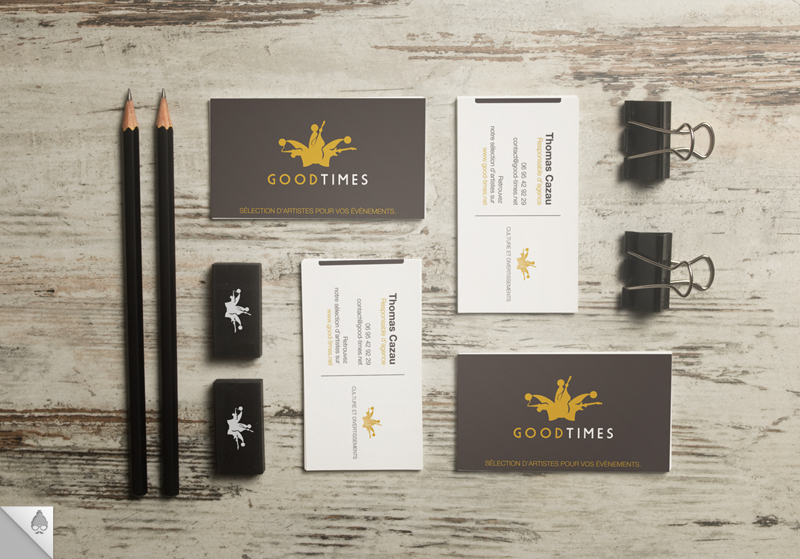 GOODTIMES
SÉLECTION D'ARTISTES POUR VOS ÉVÈNEMENTS.
Thomas Cazau
Responsable d'agence
06 95 42 92 29
contact@good-times.net
Retrouvez
notre sélection d'artistes sur
www.good-times.net
CULTURE ET DIVERTISSEMENTS
Thomas Cazau
Responsable d'agence
06 95 42 92 29
contact@good-times.net
Retrouvez
notre sélection d'artistes sur
www.good-times.net
CULTURE ET DIVERTISSEMENTS
GOODTIMES
SÉLECTION D'ARTISTES POUR VOS ÉVÈNEMENTS.